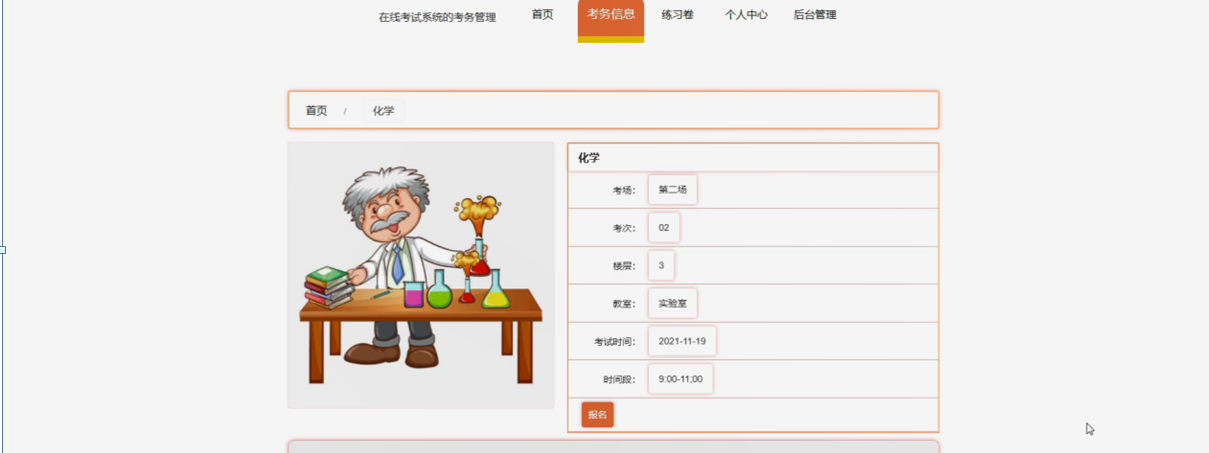 在线考试系统的考务管理 首页 考务信息 练习卷 个人中心 后台管理
首页 / 化学
化学
考场： 第二场
考次： 02
楼层： 3
教室： 实验室
考试时间： 2021-11-19
时间段： 9:00-11;00
报名